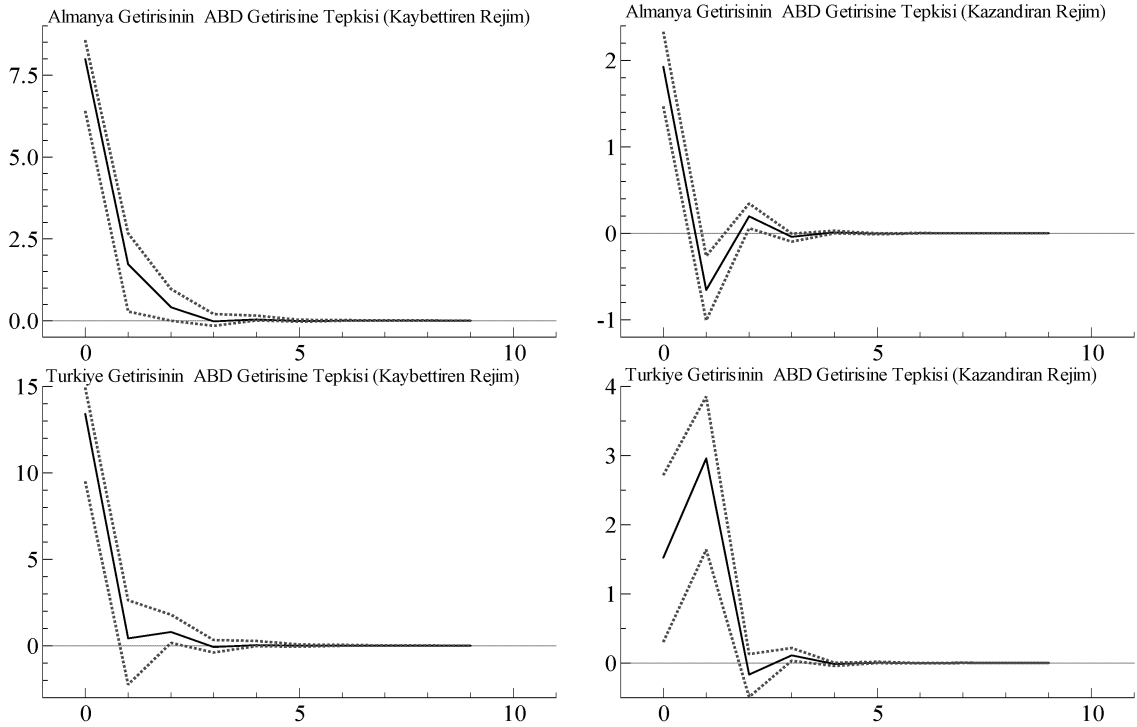 Almanya Getirisinin ABD Getirisine Tepkisi (Kaybettiren Rejim)
7.5
5.0
2.5
0.0
0 5 10
Almanya Getirisinin ABD Getirisine Tepkisi (Kazandiran Rejim)
2
1
0
-1
0 5 10
Turkiye Getirisinin ABD Getirisine Tepkisi (Kaybettiren Rejim)
15
10
5
0
0 5 10
Turkiye Getirisinin ABD Getirisine Tepkisi (Kazandiran Rejim)
4
3
2
1
0
0 5 10